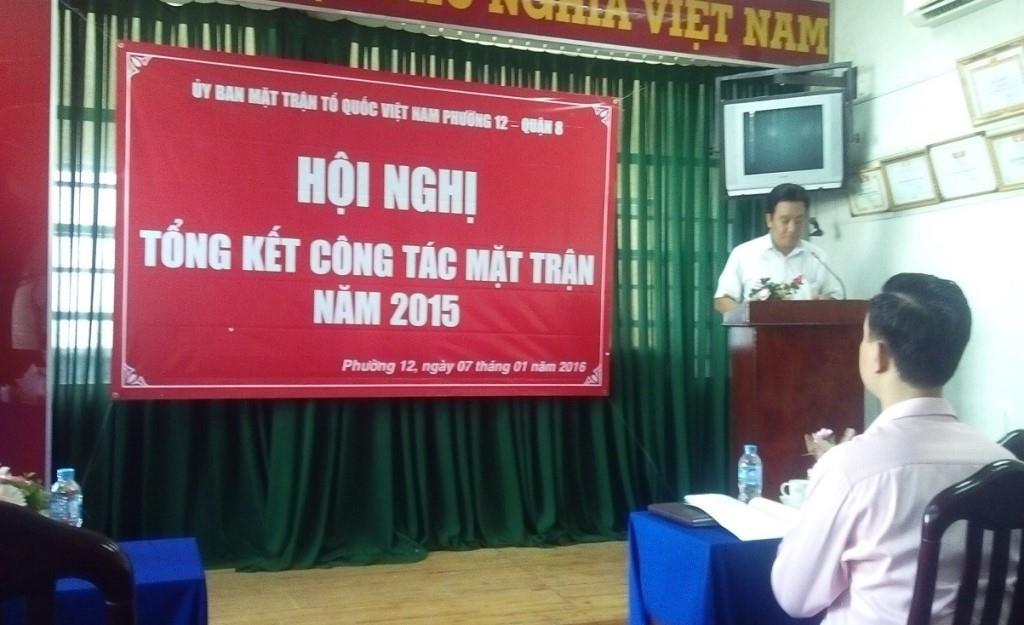 NGHĨA VIỆT NAM
ỦY BAN MẶT TRẬN TỔ QUỐC VIỆT NAM PHƯỜNG 12 – QUẬN 8
HỘI NGHỊ
TỔNG KẾT CÔNG TÁC MẶT TRẬN
NĂM 2015
Phường 12, ngày 07 tháng 01 năm 2016